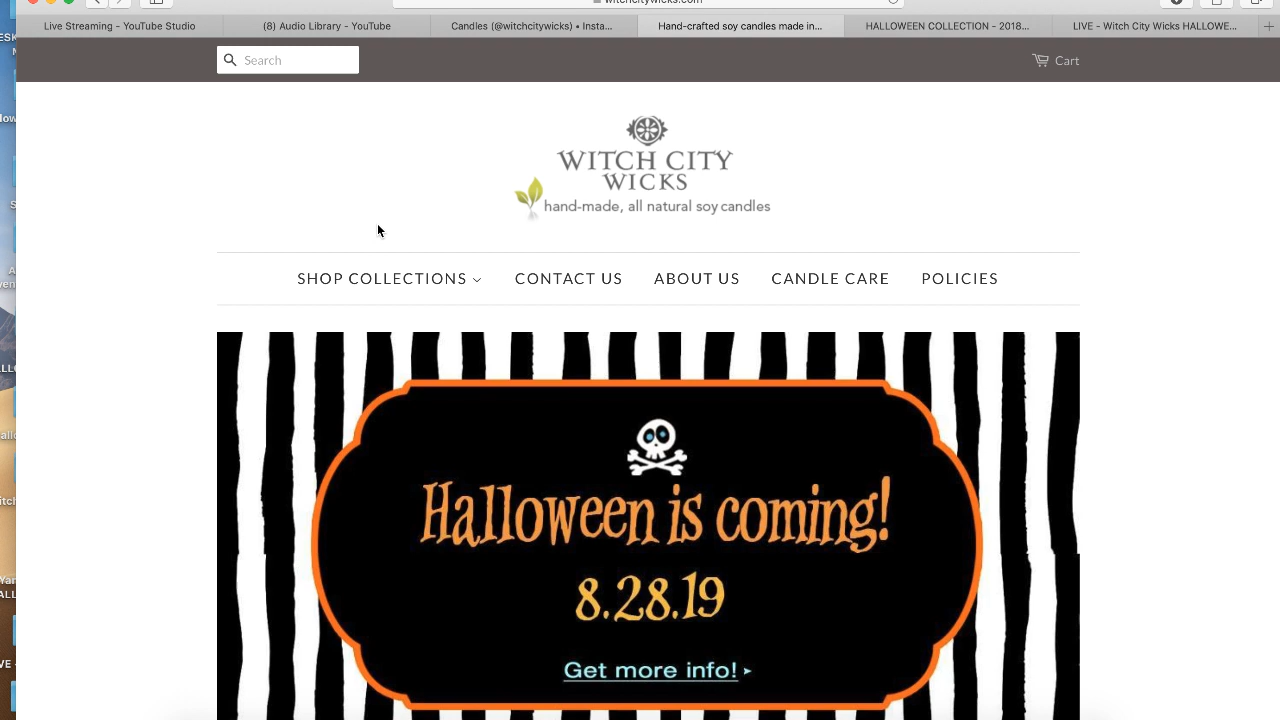 witchcitywicks.com
Live Streaming - YouTube Studio
(8) Audio Library - YouTube
Candles (@witchcitywicks) • Insta...
Hand-crafted soy candles made in...
HALLOWEEN COLLECTION - 2018...
LIVE - Witch City Wicks HALLOWE...
Search
Cart
WITCH CITY
WICKS
hand-made, all natural soy candles
SHOP COLLECTIONS
CONTACT US
ABOUT US
CANDLE CARE
POLICIES
Halloween is coming!
8.28.19
Get more info!